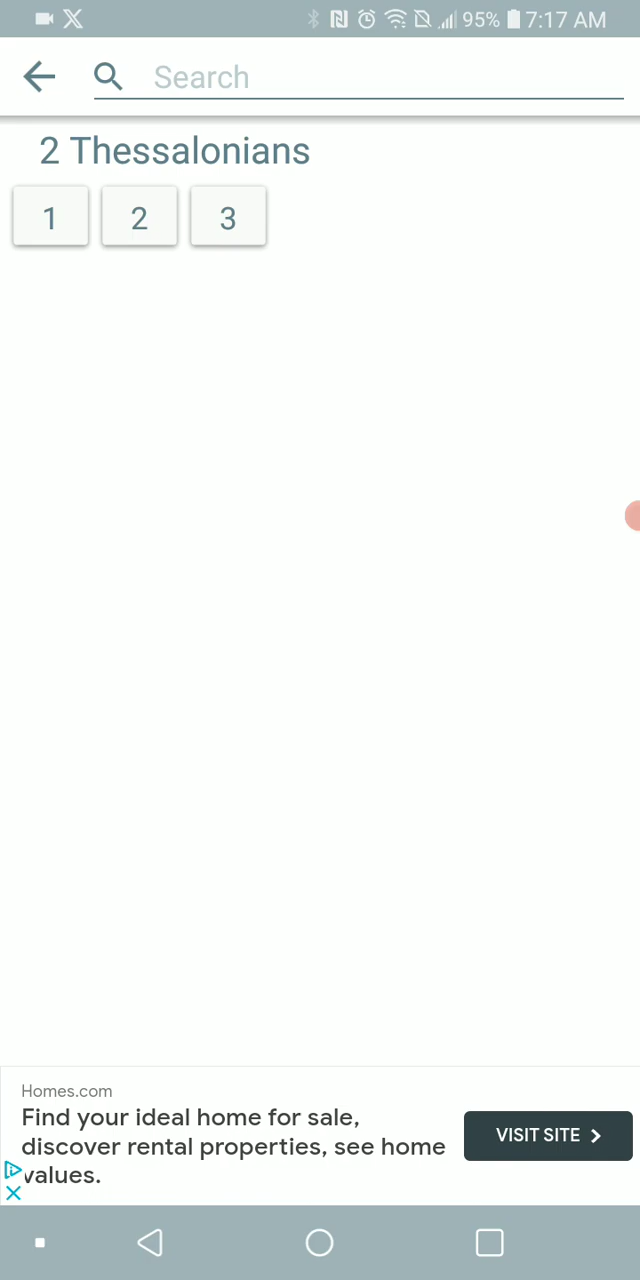 95% 7:17 AM
Search
2 Thessalonians
1 2 3
Homes.com
Find your ideal home for sale,
discover rental properties, see home
values.
VISIT SITE